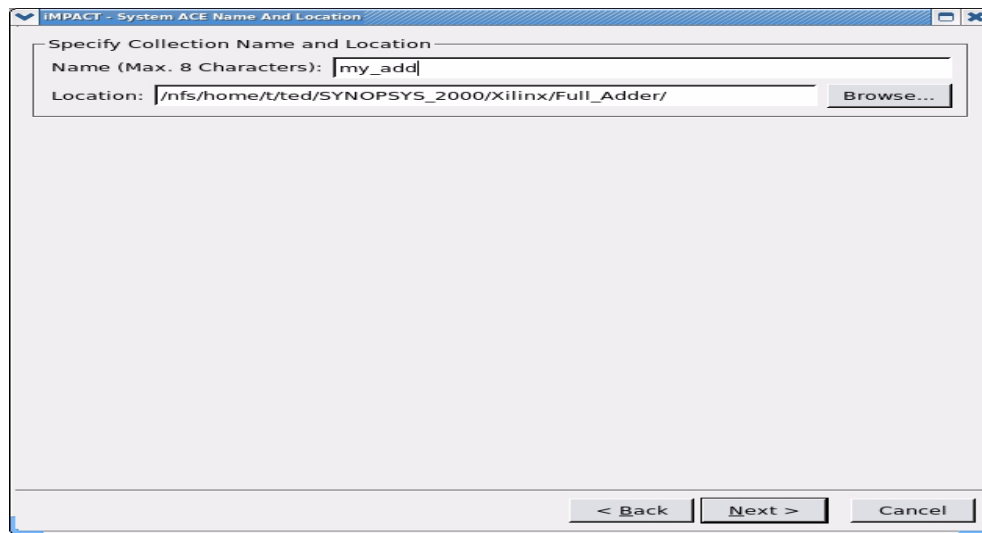 iMPACT - System ACE Name And Location
Specify Collection Name and Location
Name (Max. 8 Characters): my_add
Location: /nfs/home/t/ted/SYNOPSYS_2000/Xilinx/Full_Adder/ Browse...
< Back Next > Cancel